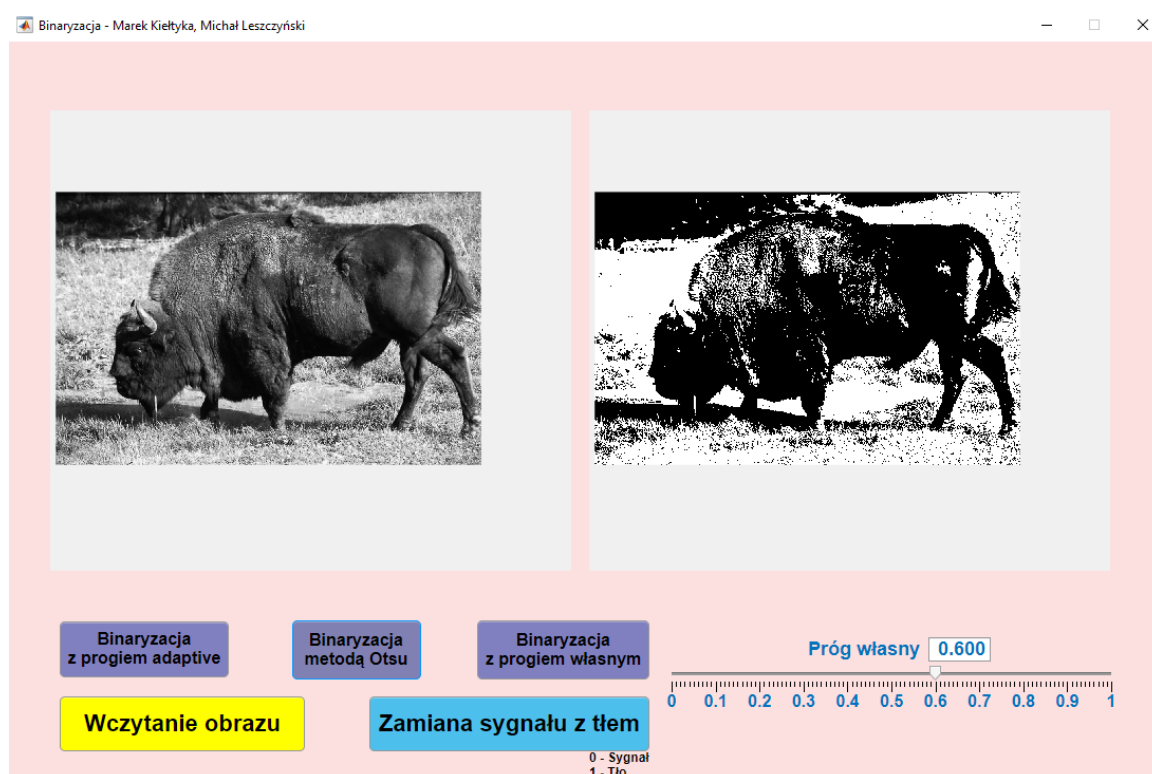 Binaryzacja - Marek Kiełtyka, Michał Leszczyński
Binaryzacja
z progiem adaptive
Binaryzacja
metodą Otsu
Binaryzacja
z progiem własnym
Próg własny 0.600
0 0.1 0.2 0.3 0.4 0.5 0.6 0.7 0.8 0.9 1
Wczytanie obrazu
Zamiana sygnału z tłem
0 - Sygnał
1 - Tło